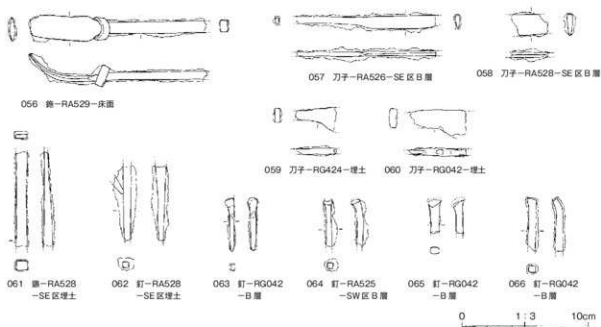 056 -RA529-床面
057 刀子-RA526-SE区B層
058 刀子-RA528-SE区B層
059 刀子-RG424-埋土
060 刀子-RG042-埋土
061 -RA528
-SE区埋土
062 釘-RA528
-SE区埋土
063 釘-RG042
-B層
064 釘-RA525
-SW区B層
065 釘-RG042
-B層
066 釘-RG042
-B層
0 1:3 10cm